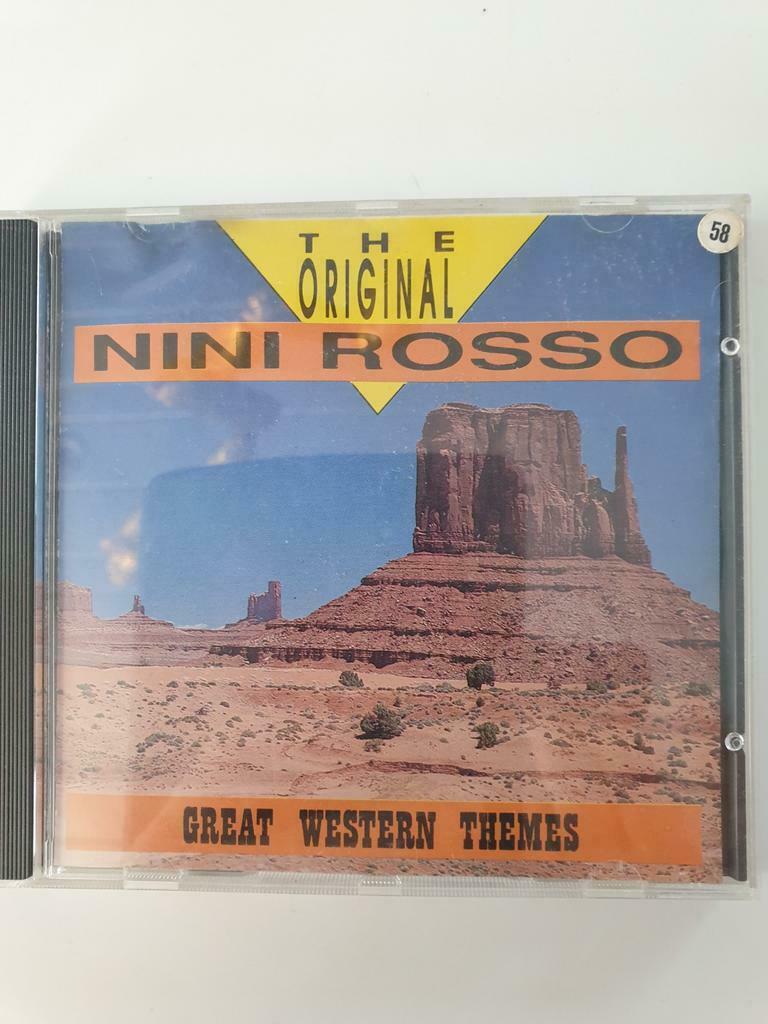 THE
ORIGINAL
58
NINI ROSSO
GREAT WESTERN THEMES